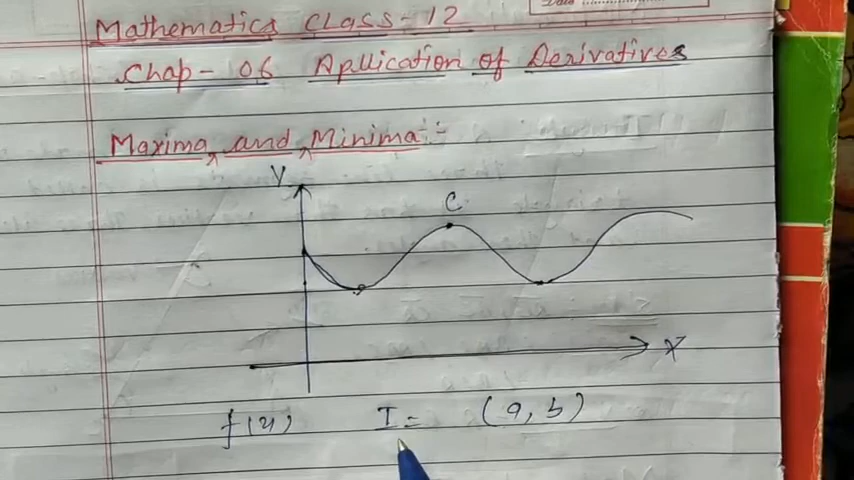 Mathematics Class-12
Chap-06 Application of Derivatives
Maxima and Minima:-
Y
C
X
f(x) I = (a, b)